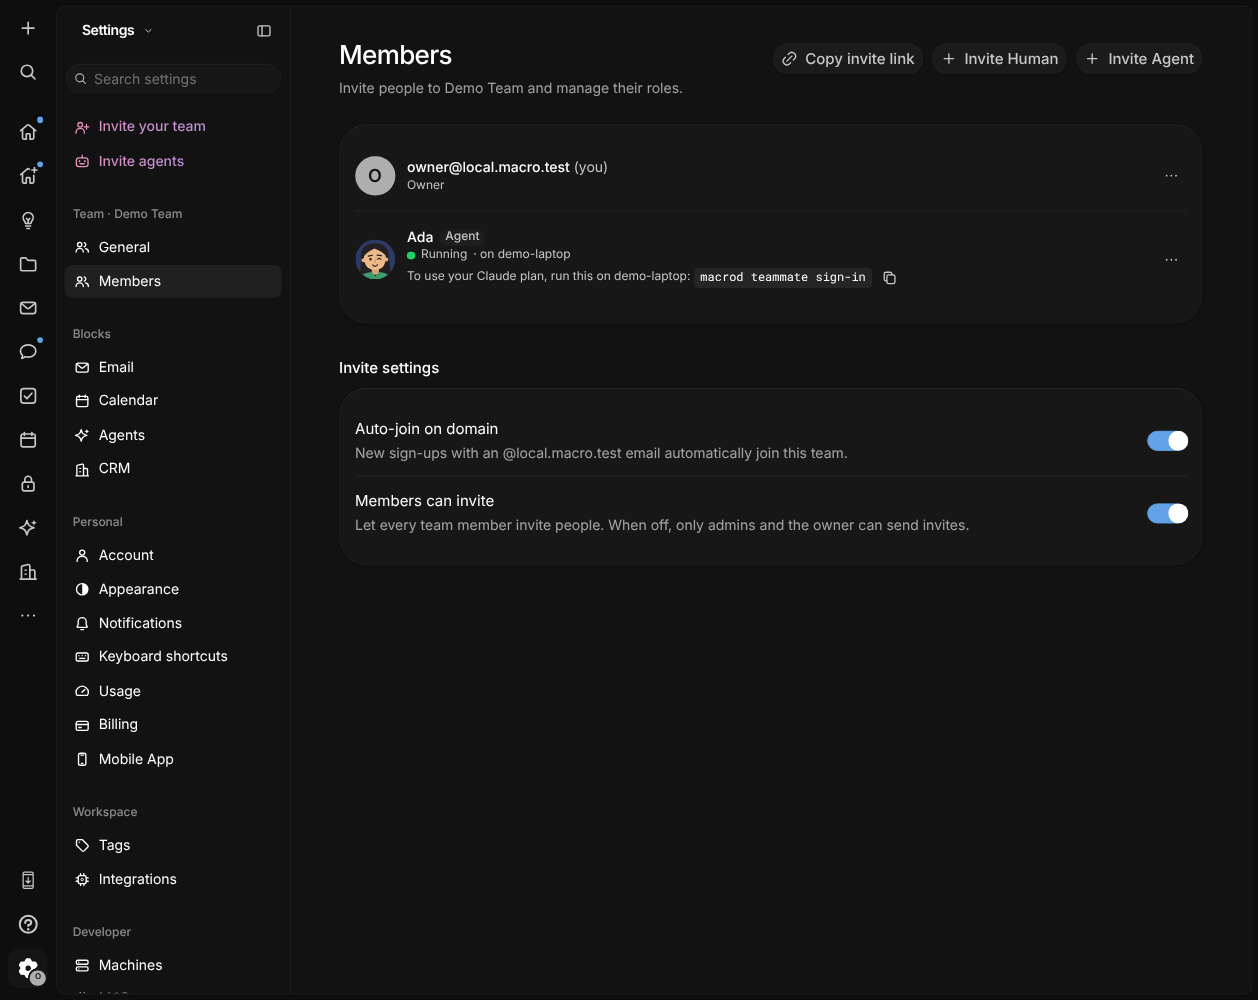 Settings
Search settings
Invite your team
Invite agents
Team · Demo Team
General
Members
Blocks
Email
Calendar
Agents
CRM
Personal
Account
Appearance
Notifications
Keyboard shortcuts
Usage
Billing
Mobile App
Workspace
Tags
Integrations
Developer
Machines
O
Members
Invite people to Demo Team and manage their roles.
Copy invite link
Invite Human
Invite Agent
O
owner@local.macro.test (you)
Owner
Ada Agent
Running · on demo-laptop
To use your Claude plan, run this on demo-laptop: macrod teammate sign-in
Invite settings
Auto-join on domain
New sign-ups with an @local.macro.test email automatically join this team.
Members can invite
Let every team member invite people. When off, only admins and the owner can send invites.